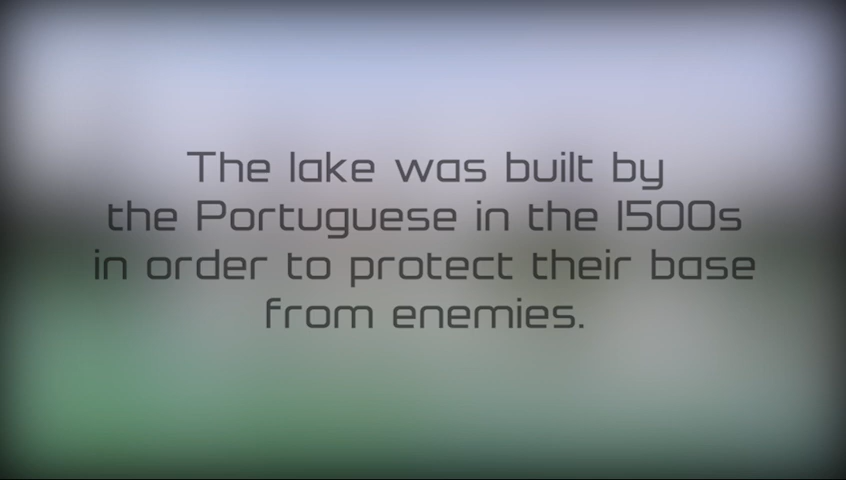 The lake was built by
the Portuguese in the 1500s
in order to protect their base
from enemies.